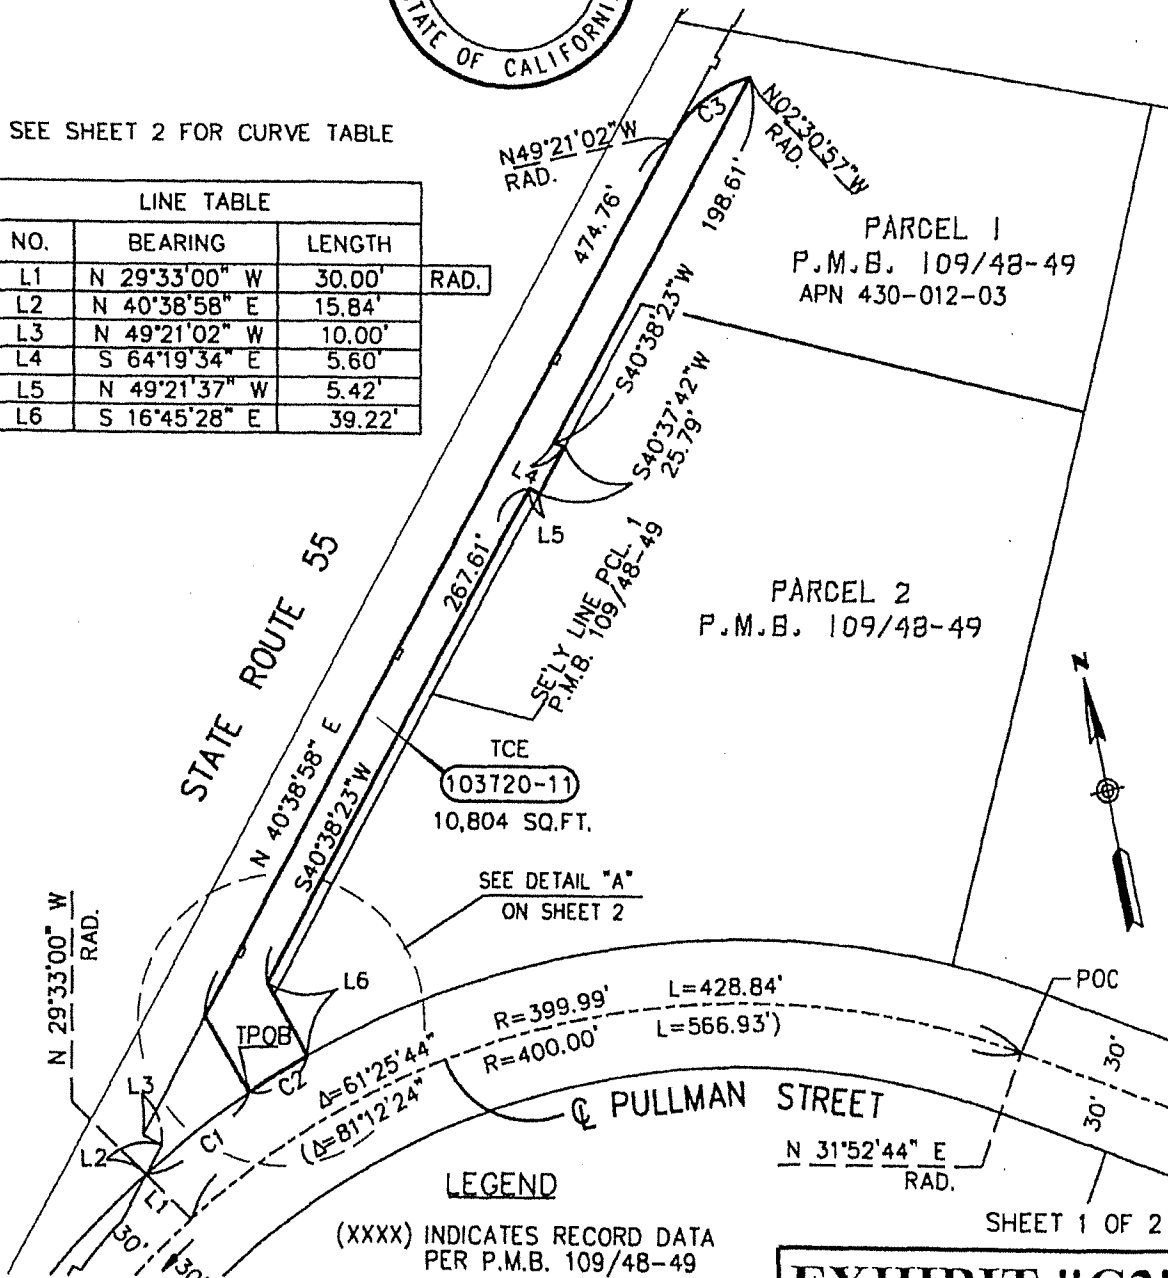 STATE OF CALIFORNIA
SEE SHEET 2 FOR CURVE TABLE
LINE TABLE
NO. BEARING LENGTH
L1 N 29°33'00" W 30.00' RAD.
L2 N 40°38'58" E 15.84'
L3 N 49°21'02" W 10.00'
L4 S 64°19'34" E 5.60'
L5 N 49°21'37" W 5.42'
L6 S 16°45'28" E 39.22'
N49°21'02"W
RAD.
C3
N02°30'57"W
RAD.
474.76'
198.61'
PARCEL 1
P.M.B. 109/48-49
APN 430-012-03
S40°38'23"W
S40°37'42"W
25.79'
L4
L5
267.61'
SE'LY LINE PCL. 1
P.M.B. 109/48-49
PARCEL 2
P.M.B. 109/48-49
STATE ROUTE 55
N
N 40°38'58" E
S40°38'23"W
TCE
103720-11
10,804 SQ.FT.
SEE DETAIL "A"
ON SHEET 2
N 29°33'00" W
RAD.
L6
TPOB
C2
R=399.99' L=428.84'
R=400.00' L=566.93')
Δ=61°25'44"
(Δ=81°12'24"
POC
30'
30'
L3
L2
C1
L1
℄ PULLMAN STREET
N 31°52'44" E
RAD.
LEGEND
(XXXX) INDICATES RECORD DATA
PER P.M.B. 109/48-49
30'
30'
SHEET 1 OF 2
EXHIBIT "C2"